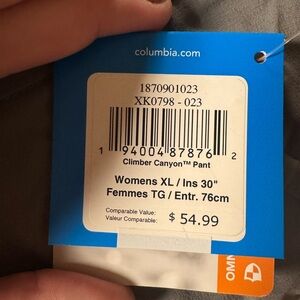 columbia.com
1870901023
XK0798 - 023
1 94004 87876 2
Climber Canyon™ Pant
Womens XL / Ins 30"
Femmes TG / Entr. 76cm
Comparable Value:
Valeur Comparable:
$ 54.99
OMN